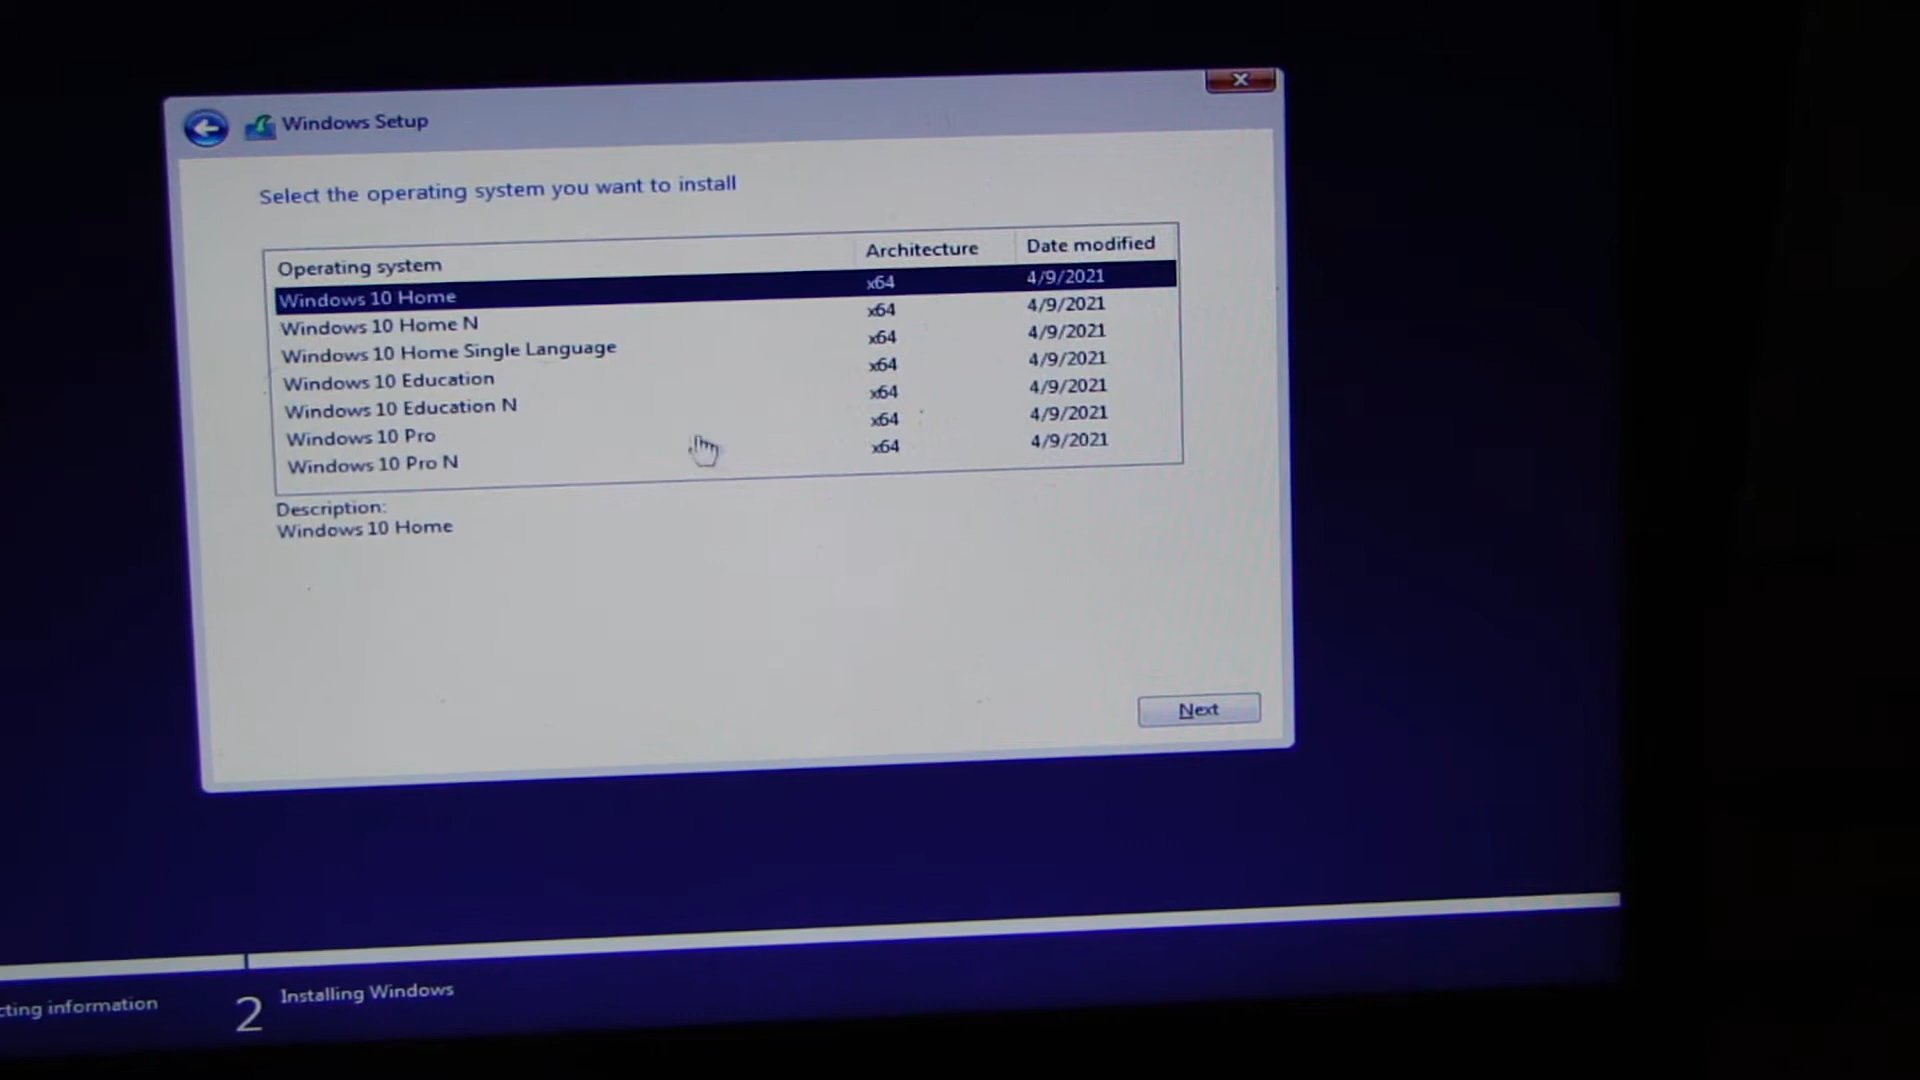 Windows Setup
Select the operating system you want to install
Operating system Architecture Date modified
Windows 10 Home x64 4/9/2021
Windows 10 Home N x64 4/9/2021
Windows 10 Home Single Language x64 4/9/2021
Windows 10 Education x64 4/9/2021
Windows 10 Education N x64 4/9/2021
Windows 10 Pro x64 4/9/2021
Windows 10 Pro N x64 4/9/2021
Description:
Windows 10 Home
Next
cting information
2 Installing Windows